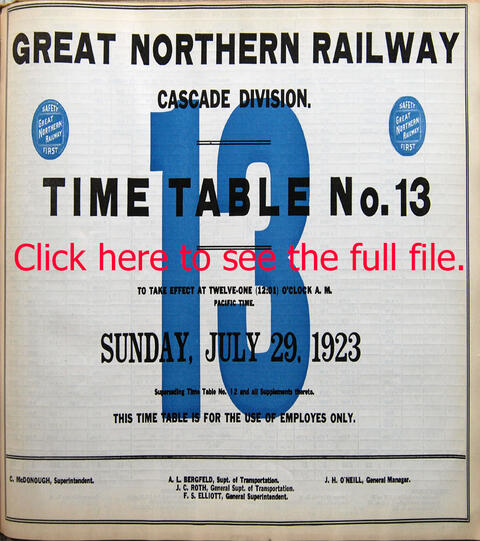 GREAT NORTHERN RAILWAY
CASCADE DIVISION.
SAFETY
GREAT
NORTHERN
RAILWAY
FIRST
SAFETY
GREAT
NORTHERN
RAILWAY
FIRST
13
TIME TABLE No. 13
Click here to see the full file.
TO TAKE EFFECT AT TWELVE-ONE (12:01) O'CLOCK A. M.
PACIFIC TIME.
SUNDAY, JULY 29, 1923
Superseding Time Table No. 12 and all Supplements thereto.
THIS TIME TABLE IS FOR THE USE OF EMPLOYES ONLY.
C. McDONOUGH, Superintendent.
A. L. BERGFELD, Supt. of Transportation.
J. C. ROTH, General Supt. of Transportation.
F. S. ELLIOTT, General Superintendent.
J. H. O'NEILL, General Manager.